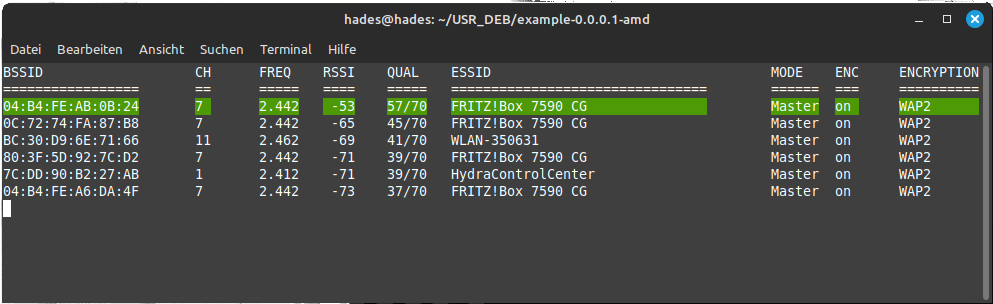 hades@hades: ~/USR_DEB/example-0.0.0.1-amd
Datei Bearbeiten Ansicht Suchen Terminal Hilfe
BSSID CH FREQ RSSI QUAL ESSID MODE ENC ENCRYPTION
================= == ===== ==== ===== ================================ ====== === ==========
04:B4:FE:AB:0B:24 7 2.442 -53 57/70 FRITZ!Box 7590 CG Master on WAP2
0C:72:74:FA:87:B8 7 2.442 -65 45/70 FRITZ!Box 7590 CG Master on WAP2
BC:30:D9:6E:71:66 11 2.462 -69 41/70 WLAN-350631 Master on WAP2
80:3F:5D:92:7C:D2 7 2.442 -71 39/70 FRITZ!Box 7590 CG Master on WAP2
7C:DD:90:B2:27:AB 1 2.412 -71 39/70 HydraControlCenter Master on WAP2
04:B4:FE:A6:DA:4F 7 2.442 -73 37/70 FRITZ!Box 7590 CG Master on WAP2